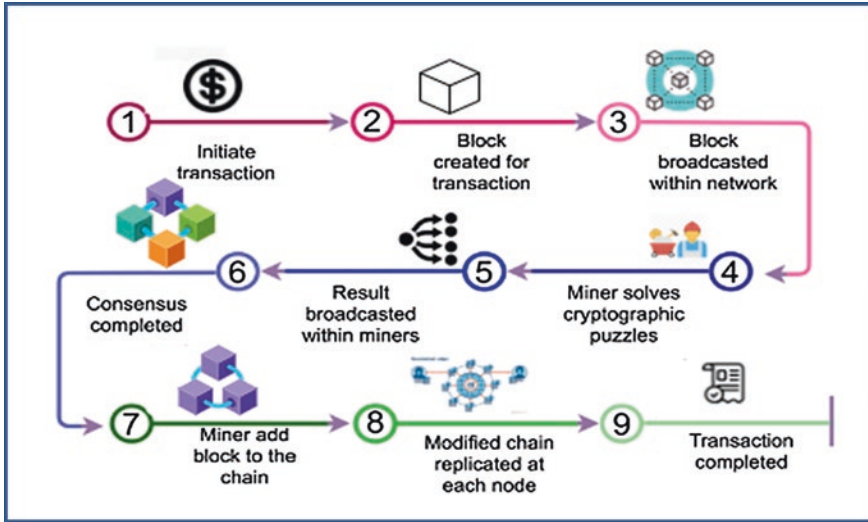 1
Initiate
transaction
2
Block
created for
transaction
3
Block
broadcasted
within network
4
Miner solves
cryptographic
puzzles
5
Result
broadcasted
within miners
6
Consensus
completed
7
Miner add
block to the
chain
8
Modified chain
replicated at
each node
9
Transaction
completed